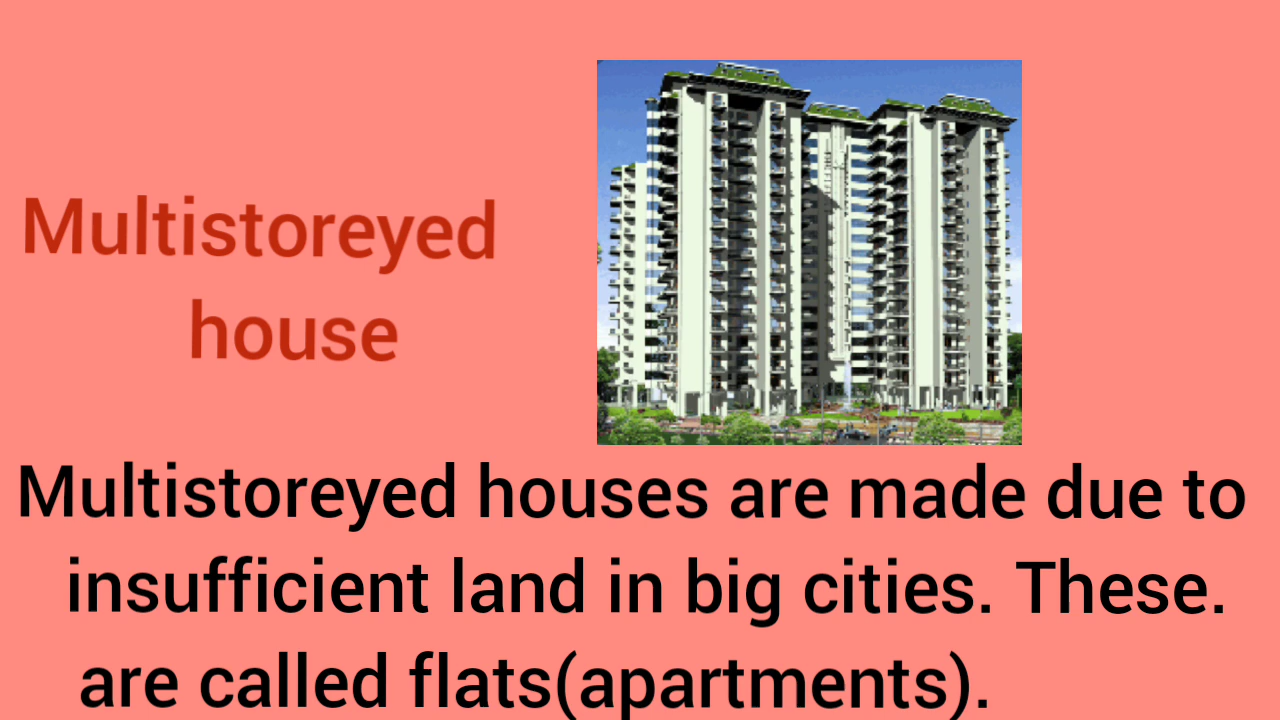 Multistoreyed
house
Multistoreyed houses are made due to
insufficient land in big cities. These.
are called flats(apartments).